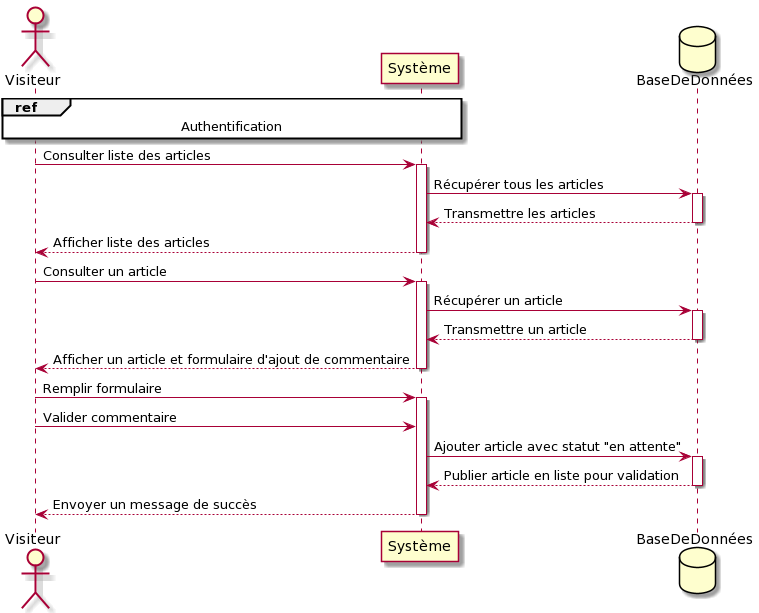 Visiteur
Système
BaseDeDonnées
ref
Authentification
Consulter liste des articles
Récupérer tous les articles
Transmettre les articles
Afficher liste des articles
Consulter un article
Récupérer un article
Transmettre un article
Afficher un article et formulaire d'ajout de commentaire
Remplir formulaire
Valider commentaire
Ajouter article avec statut "en attente"
Publier article en liste pour validation
Envoyer un message de succès
Visiteur
Système
BaseDeDonnées